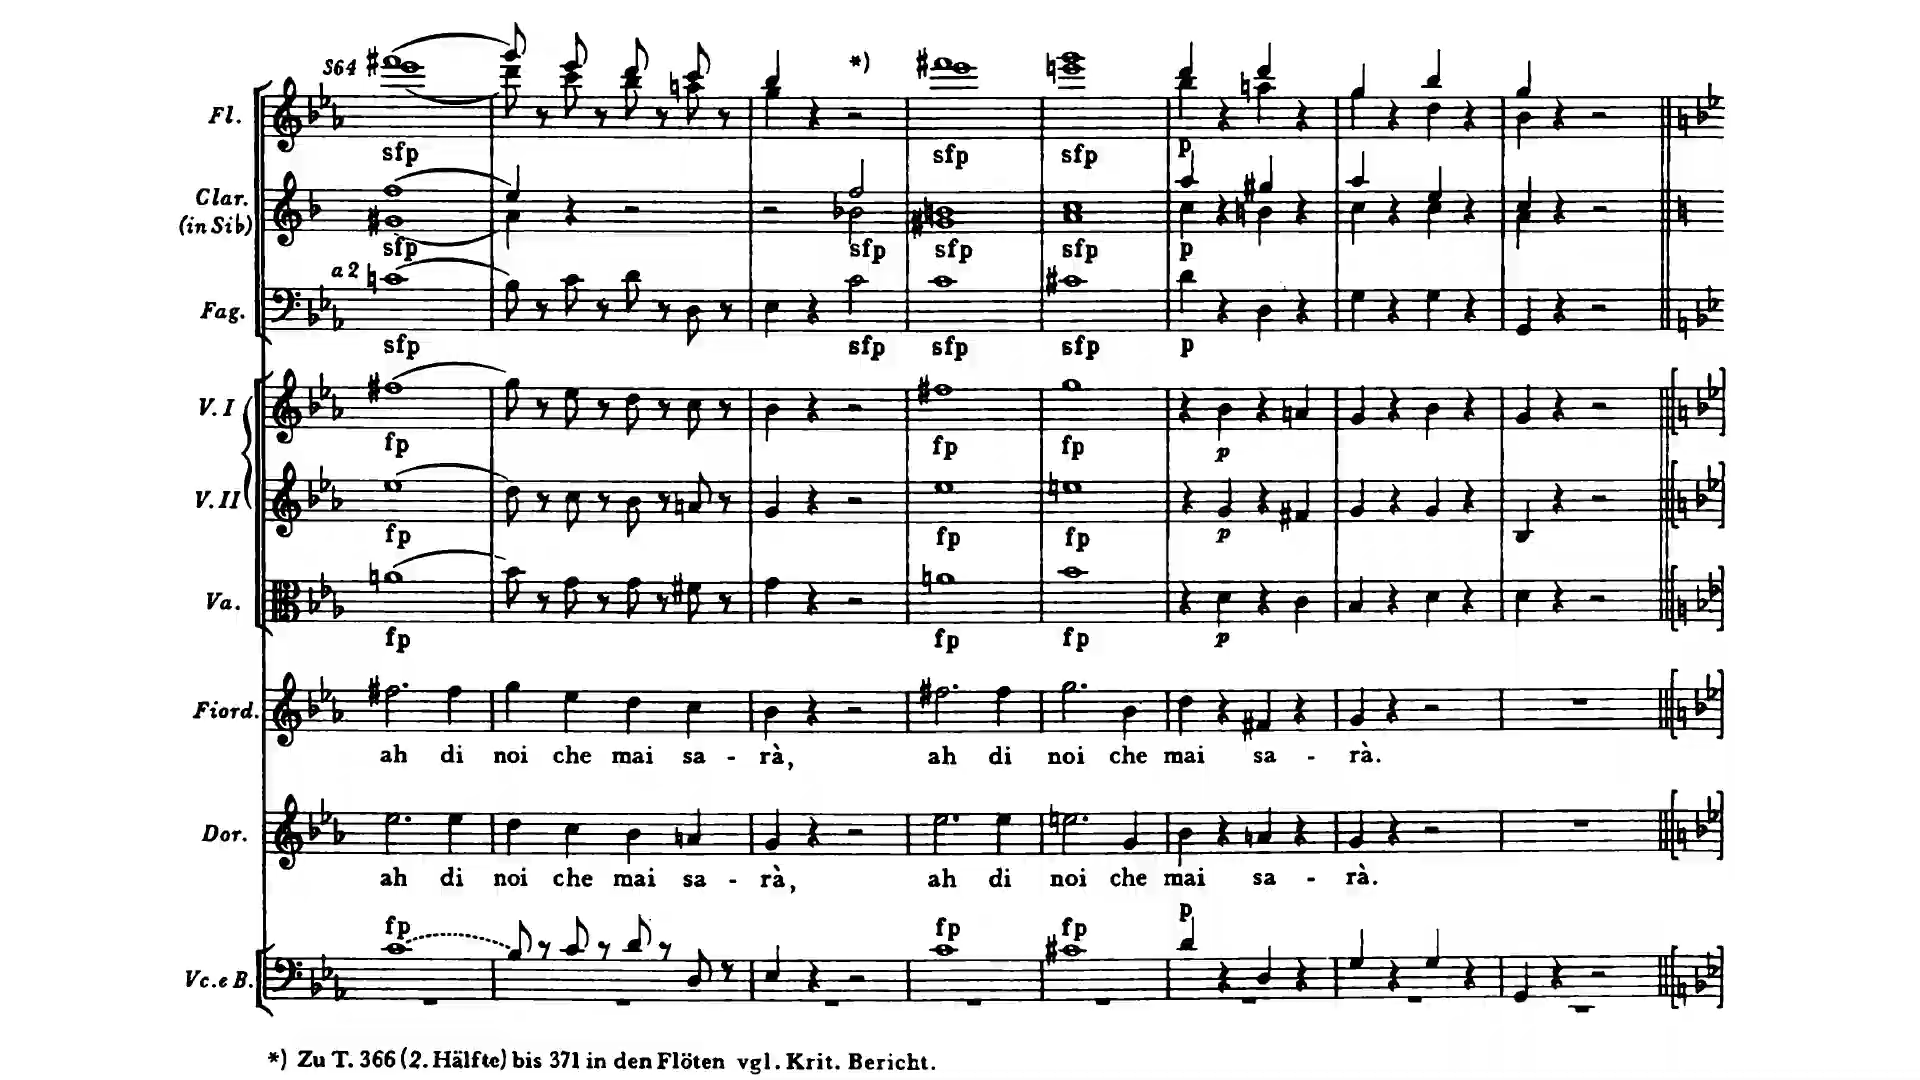 364
*)
Fl.
sfp sfp sfp p
Clar.
(in Sib)
sfp sfp sfp sfp p
a 2
Fag.
sfp sfp sfp sfp p
V. I
fp fp fp p
V. II
fp fp fp p
Va.
fp fp fp p
Fiord.
ah di noi che mai sa - rà, ah di noi che mai sa - rà.
Dor.
ah di noi che mai sa - rà, ah di noi che mai sa - rà.
fp fp fp p
Vc. e B.
*) Zu T. 366 (2. Hälfte) bis 371 in den Flöten vgl. Krit. Bericht.